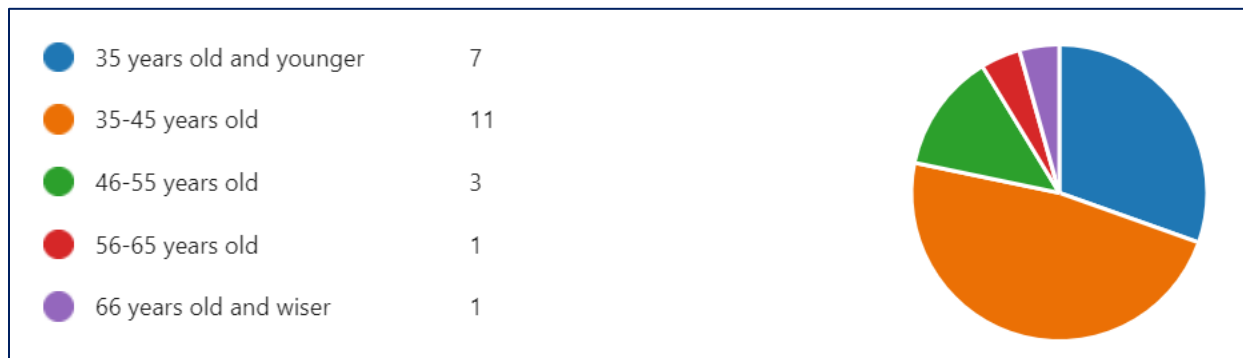 35 years old and younger 7
35-45 years old 11
46-55 years old 3
56-65 years old 1
66 years old and wiser 1